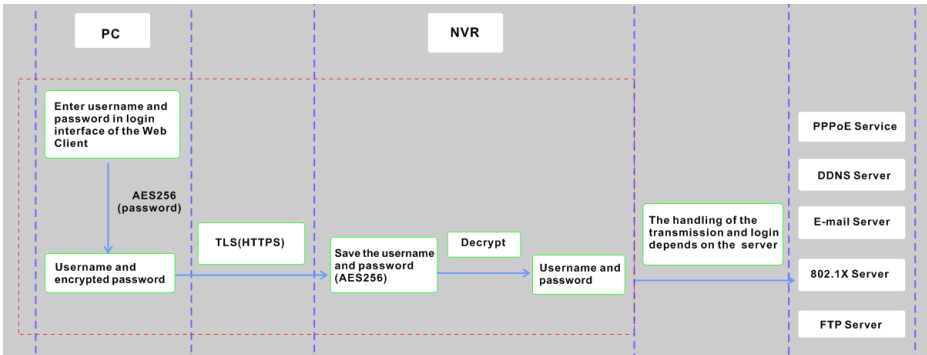 PC
NVR
Enter username and
password in login
interface of the Web
Client
AES256
(password)
Username and
encrypted password
TLS(HTTPS)
Save the username
and password
(AES256)
Decrypt
Username and
password
The handling of the
transmission and login
depends on the server
PPPoE Service
DDNS Server
E-mail Server
802.1X Server
FTP Server